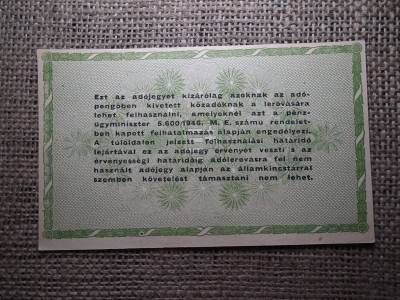 Ezt az adójegyet kizárólag azoknak az adó-
pengőben kivetett közadóknak a lerovására
lehet felhasználni, amelyeknél azt a pénz-
ügyminiszter 5.600/1946. M. E. számu rendelet-
ben kapott felhatalmazás alapján engedélyezi.
A túloldalon jelzett felhasználási határidő
lejártával ez az adójegy érvényét veszti s az
érvényességi határidőig adólerovásra fel nem
használt adójegy alapján az államkincstárral
szemben követelést támasztani nem lehet.